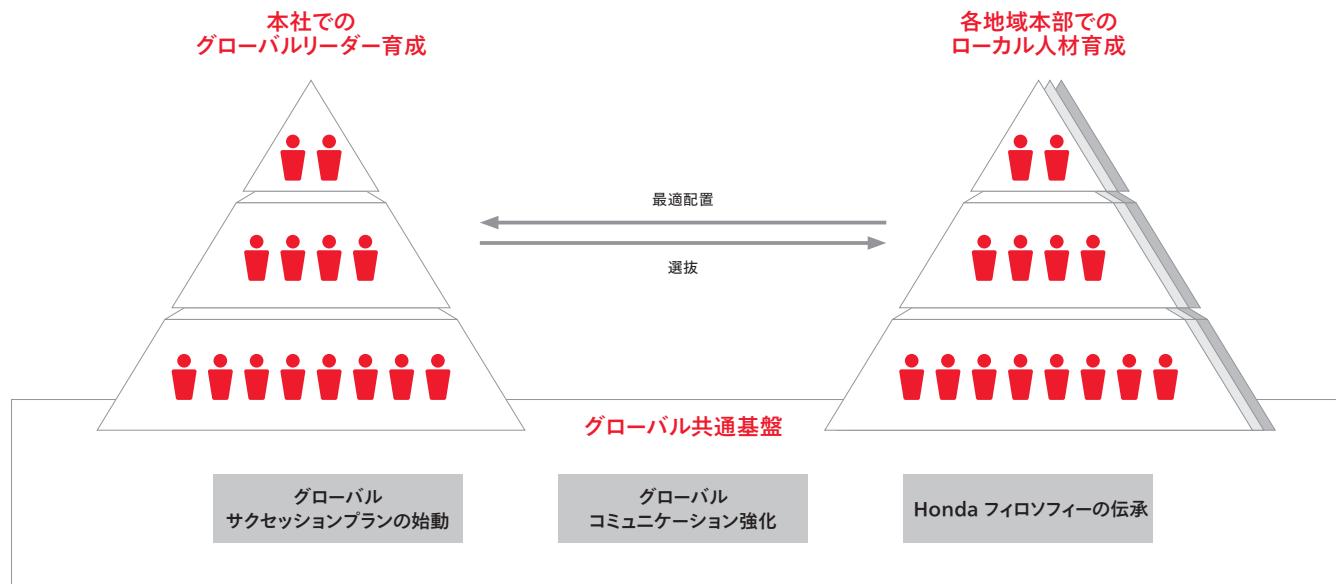 本社での
グローバルリーダー育成
各地域本部での
ローカル人材育成
最適配置
選抜
グローバル共通基盤
グローバル
サクセッションプランの始動
グローバル
コミュニケーション強化
Honda フィロソフィーの伝承